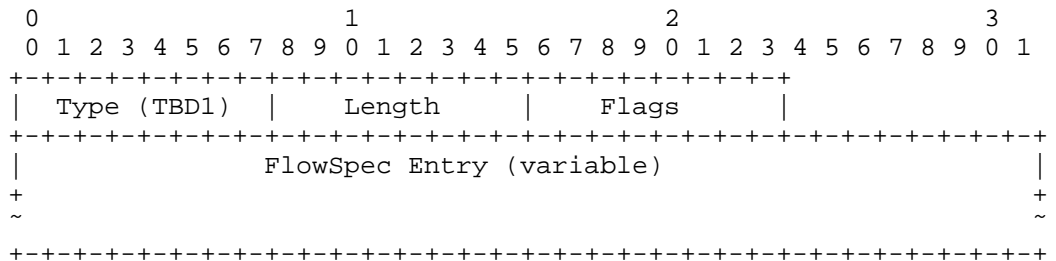 0                   1                   2                   3
 0 1 2 3 4 5 6 7 8 9 0 1 2 3 4 5 6 7 8 9 0 1 2 3 4 5 6 7 8 9 0 1
+-+-+-+-+-+-+-+-+-+-+-+-+-+-+-+-+-+-+-+-+-+-+-+-+
|  Type (TBD1)  |    Length     |    Flags      |
+-+-+-+-+-+-+-+-+-+-+-+-+-+-+-+-+-+-+-+-+-+-+-+-+-+-+-+-+-+-+-+-+
|               FlowSpec Entry (variable)                       |
+                                                               +
~                                                               ~
+-+-+-+-+-+-+-+-+-+-+-+-+-+-+-+-+-+-+-+-+-+-+-+-+-+-+-+-+-+-+-+-+